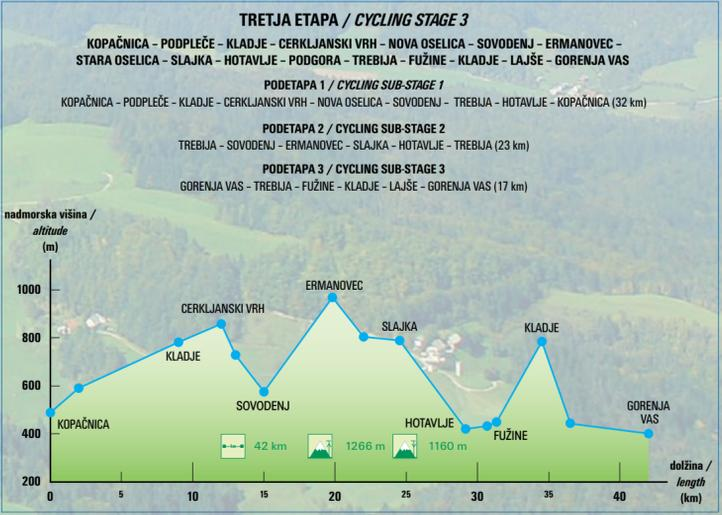 TRETJA ETAPA / CYCLING STAGE 3
KOPAČNICA – PODPLEČE – KLADJE – CERKLJANSKI VRH – NOVA OSELICA – SOVODENJ – ERMANOVEC –
STARA OSELICA – SLAJKA – HOTAVLJE – PODGORA – TREBIJA – FUŽINE – KLADJE – LAJŠE – GORENJA VAS
PODETAPA 1 / CYCLING SUB-STAGE 1
KOPAČNICA – PODPLEČE – KLADJE – CERKLJANSKI VRH – NOVA OSELICA – SOVODENJ – TREBIJA – HOTAVLJE – KOPAČNICA (32 km)
PODETAPA 2 / CYCLING SUB-STAGE 2
TREBIJA – SOVODENJ – ERMANOVEC – SLAJKA – HOTAVLJE – TREBIJA (23 km)
PODETAPA 3 / CYCLING SUB-STAGE 3
GORENJA VAS – TREBIJA – FUŽINE – KLADJE – LAJŠE – GORENJA VAS (17 km)
nadmorska višina /
altitude
(m)
1000
800
600
400
200
ERMANOVEC
CERKLJANSKI VRH
SLAJKA
KLADJE
KLADJE
SOVODENJ
GORENJA
VAS
KOPAČNICA
HOTAVLJE
FUŽINE
42 km
1266 m
1160 m
dolžina /
length
(km)
0 5 10 15 20 25 30 35 40